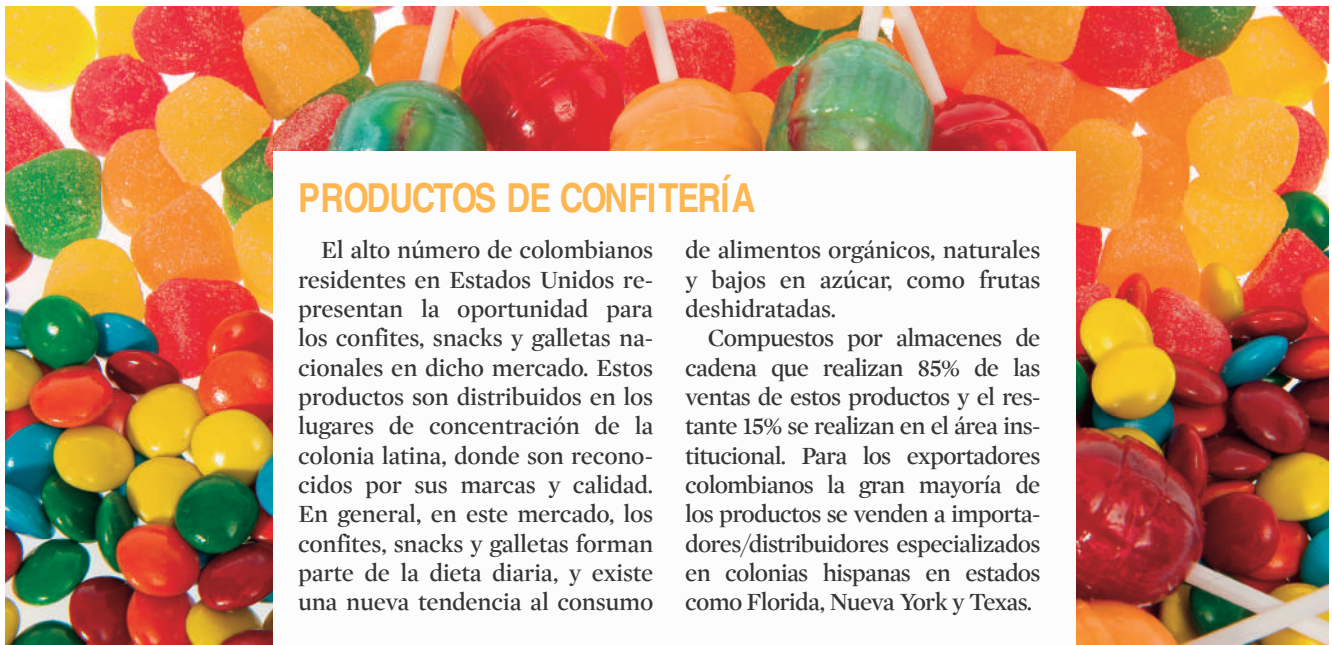 PRODUCTOS DE CONFITERÍA
El alto número de colombianos
residentes en Estados Unidos re-
presentan la oportunidad para
los confites, snacks y galletas na-
cionales en dicho mercado. Estos
productos son distribuidos en los
lugares de concentración de la
colonia latina, donde son recono-
cidos por sus marcas y calidad.
En general, en este mercado, los
confites, snacks y galletas forman
parte de la dieta diaria, y existe
una nueva tendencia al consumo
de alimentos orgánicos, naturales
y bajos en azúcar, como frutas
deshidratadas.
Compuestos por almacenes de
cadena que realizan 85% de las
ventas de estos productos y el res-
tante 15% se realizan en el área ins-
titucional. Para los exportadores
colombianos la gran mayoría de
los productos se venden a importa-
dores/distribuidores especializados
en colonias hispanas en estados
como Florida, Nueva York y Texas.